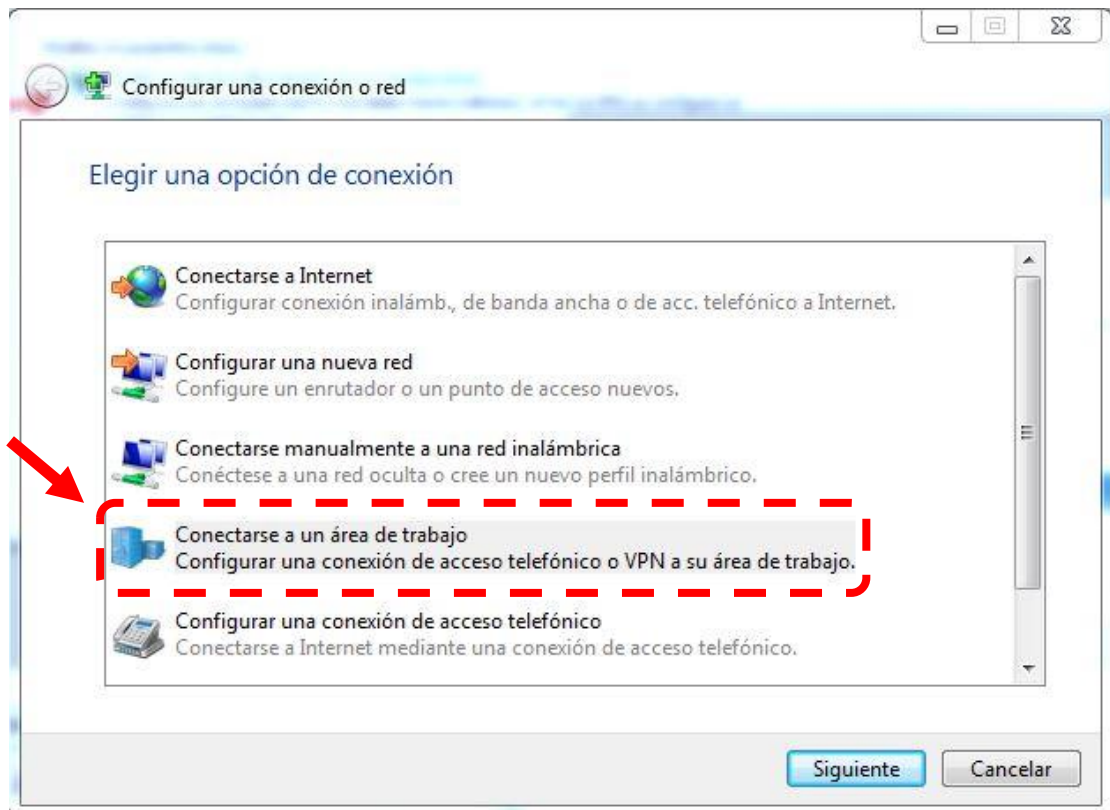 Configurar una conexión o red
Elegir una opción de conexión
Conectarse a Internet
Configurar conexión inalámb., de banda ancha o de acc. telefónico a Internet.
Configurar una nueva red
Configure un enrutador o un punto de acceso nuevos.
Conectarse manualmente a una red inalámbrica
Conéctese a una red oculta o cree un nuevo perfil inalámbrico.
Conectarse a un área de trabajo
Configurar una conexión de acceso telefónico o VPN a su área de trabajo.
Configurar una conexión de acceso telefónico
Conectarse a Internet mediante una conexión de acceso telefónico.
Siguiente
Cancelar